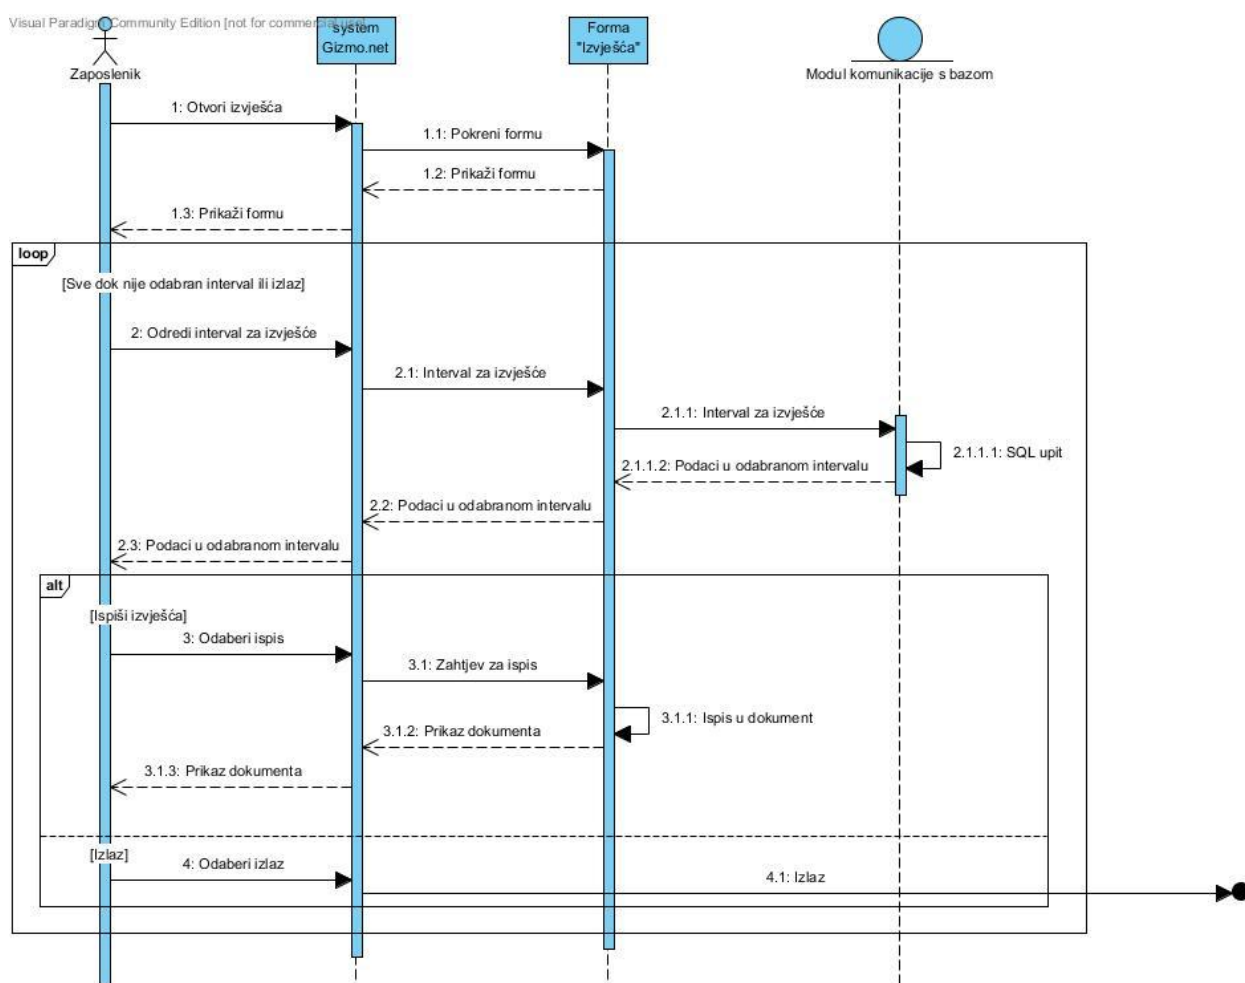 Visual Paradigm Community Edition [not for commercial use]
system
Gizmo.net
Forma
"Izvješća"
Zaposlenik
Modul komunikacije s bazom
1: Otvori izvješća
1.1: Pokreni formu
1.2: Prikaži formu
1.3: Prikaži formu
loop
[Sve dok nije odabran interval ili izlaz]
2: Odredi interval za izvješće
2.1: Interval za izvješće
2.1.1: Interval za izvješće
2.1.1.1: SQL upit
2.1.1.2: Podaci u odabranom intervalu
2.2: Podaci u odabranom intervalu
2.3: Podaci u odabranom intervalu
alt
[Ispiši izvješća]
3: Odaberi ispis
3.1: Zahtjev za ispis
3.1.1: Ispis u dokument
3.1.2: Prikaz dokumenta
3.1.3: Prikaz dokumenta
[Izlaz]
4: Odaberi izlaz
4.1: Izlaz